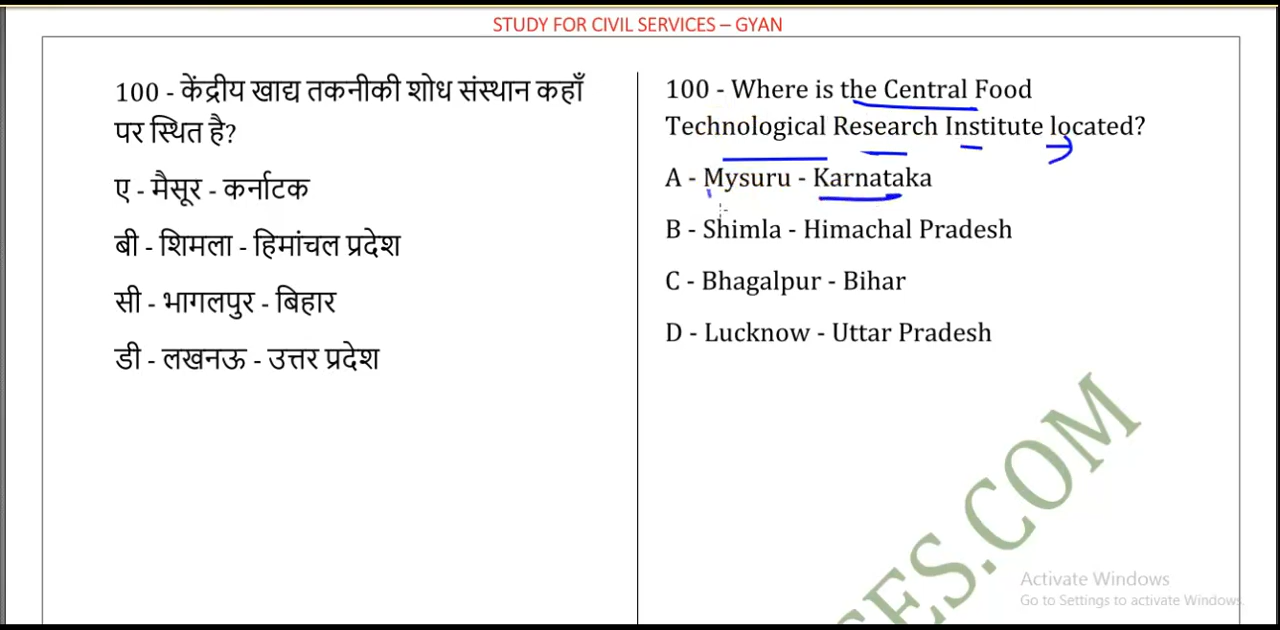 STUDY FOR CIVIL SERVICES – GYAN
100 - केंद्रीय खाद्य तकनीकी शोध संस्थान कहाँ
पर स्थित है?
ए - मैसूर - कर्नाटक
बी - शिमला - हिमांचल प्रदेश
सी - भागलपुर - बिहार
डी - लखनऊ - उत्तर प्रदेश
100 - Where is the Central Food
Technological Research Institute located?
A - Mysuru - Karnataka
B - Shimla - Himachal Pradesh
C - Bhagalpur - Bihar
D - Lucknow - Uttar Pradesh
ES.COM
Activate Windows
Go to Settings to activate Windows.